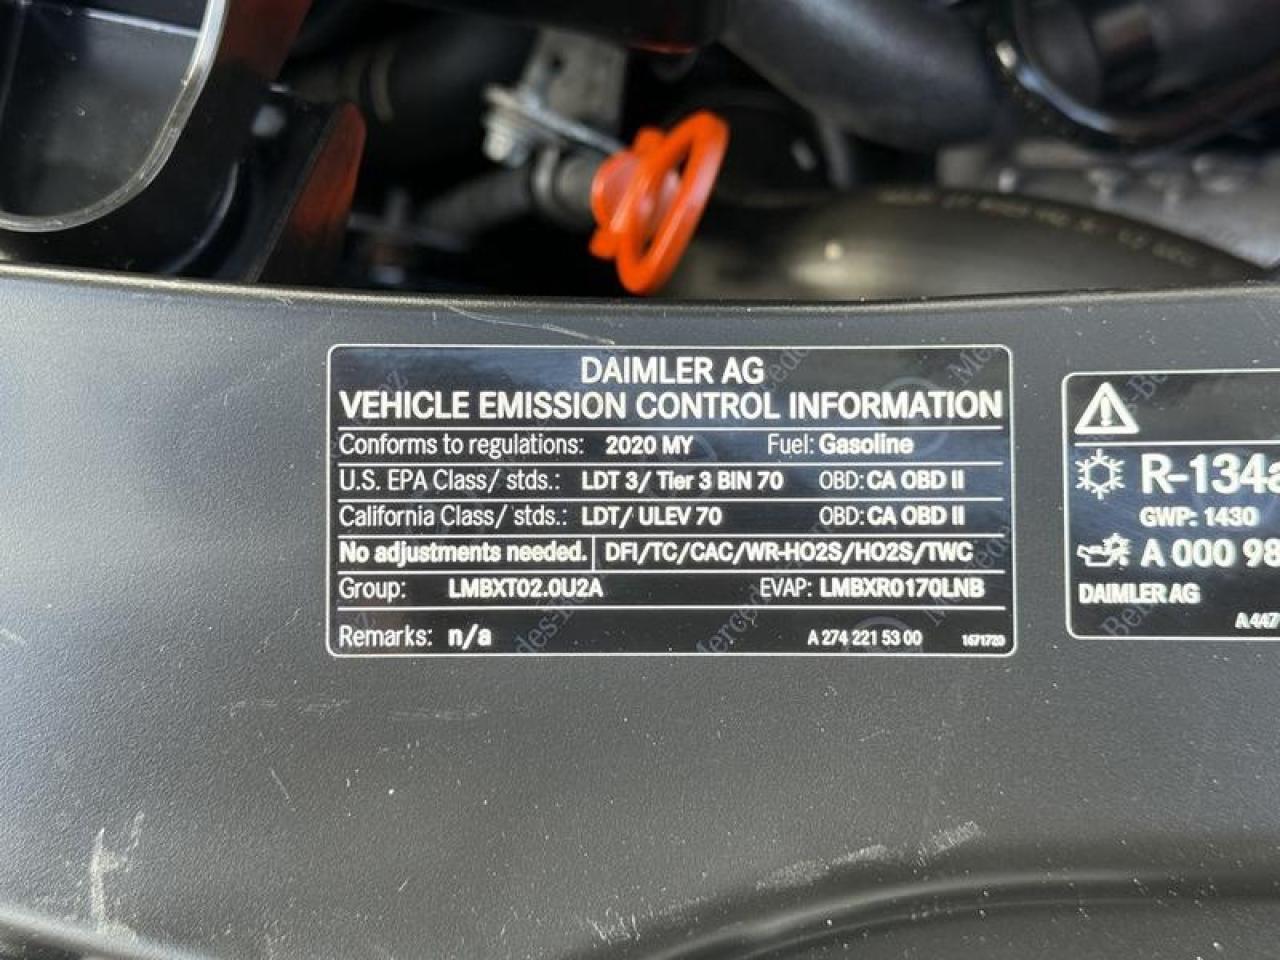 DAIMLER AG
VEHICLE EMISSION CONTROL INFORMATION
Conforms to regulations: 2020 MY Fuel: Gasoline
U.S. EPA Class/ stds.: LDT 3/ Tier 3 BIN 70 OBD: CA OBD II
California Class/ stds.: LDT/ ULEV 70 OBD: CA OBD II
No adjustments needed. DFI/TC/CAC/WR-HO2S/HO2S/TWC
Group: LMBXT02.0U2A EVAP: LMBXR0170LNB
Remarks: n/a A 274 221 53 00 1671720
R-134a
GWP: 1430
A 000 98
DAIMLER AG
A 447